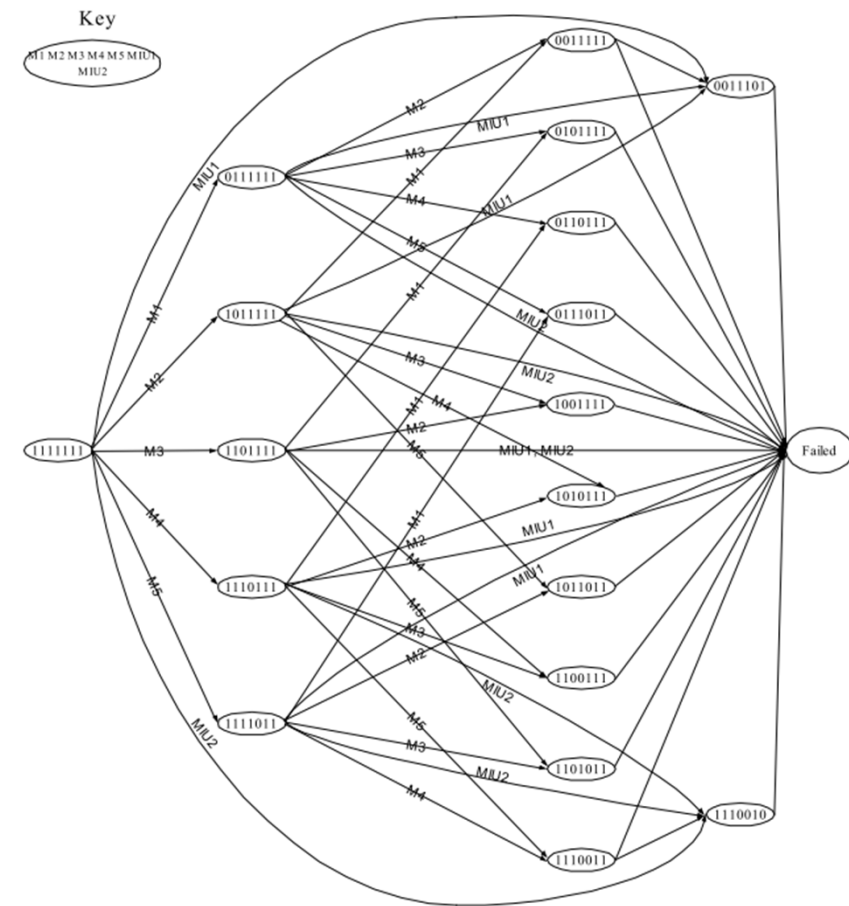 Key
M1 M2 M3 M4 M5 MIU1
MIU2
0011111
0011101
MIU1
M2
MIU1
0101111
M3
0111111
M1
M4
MIU1
0110111
M5
M1
M1
1011111
0111011
MIU2
M2
M3
MIU2
1001111
M4
M1
M2
1111111
M3
1101111
M5
MIU1, MIU2
Failed
1010111
M4
M1
MIU1
M2
M4
MIU1
1110111
1011011
M5
M5
M3
M2
1100111
MIU2
1111011
M5
MIU2
M3
1101011
MIU2
M4
1110010
1110011